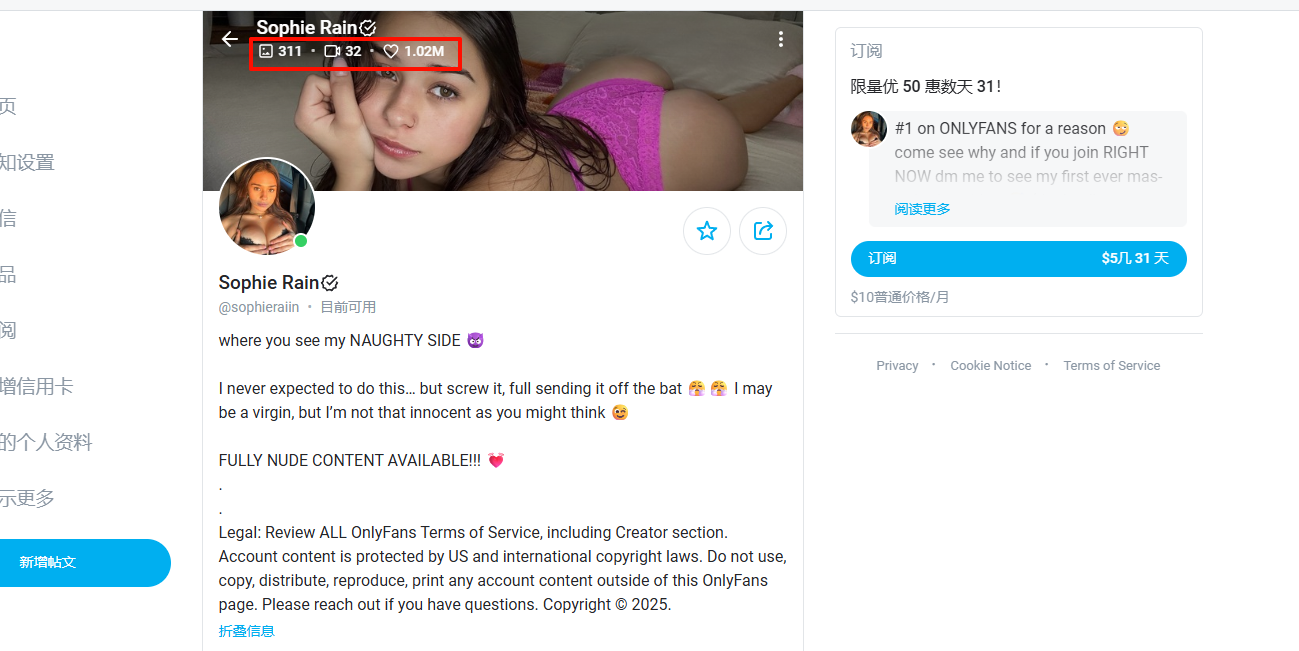 Sophie Rain
311 · 32 · 1.02M
页
知设置
信
品
阅
增信用卡
的个人资料
示更多
新增帖文
Sophie Rain
@sophieraiin · 目前可用
where you see my NAUGHTY SIDE 😈
I never expected to do this... but screw it, full sending it off the bat 😤 😤 I may
be a virgin, but I’m not that innocent as you might think 😉
FULLY NUDE CONTENT AVAILABLE!!! 💓
.
.
Legal: Review ALL OnlyFans Terms of Service, including Creator section.
Account content is protected by US and international copyright laws. Do not use,
copy, distribute, reproduce, print any account content outside of this OnlyFans
page. Please reach out if you have questions. Copyright © 2025.
折叠信息
订阅
限量优 50 惠数天 31!
#1 on ONLYFANS for a reason 😳
come see why and if you join RIGHT
NOW dm me to see my first ever mas-
阅读更多
订阅 $5几 31 天
$10普通价格/月
Privacy · Cookie Notice · Terms of Service